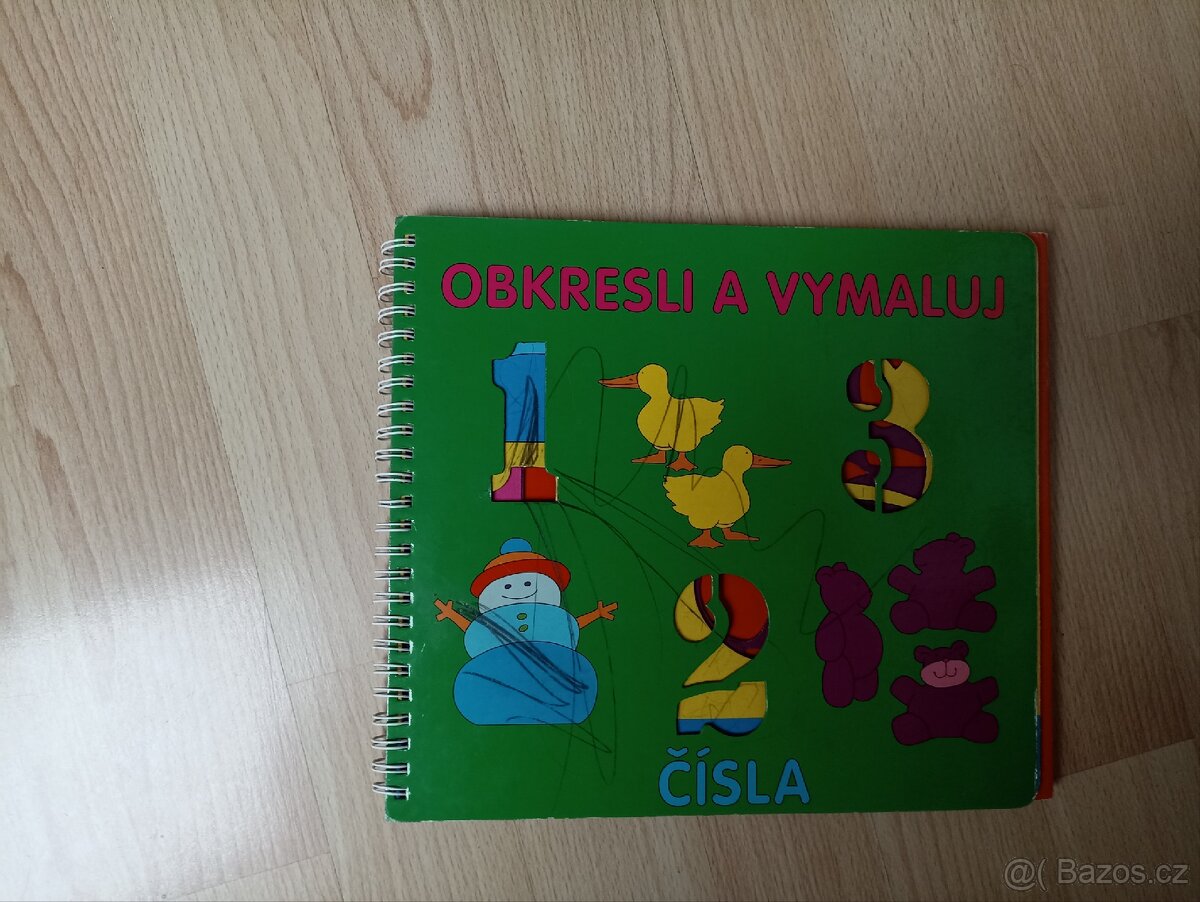 OBKRESLI A VYMALUJ
1
3
2
ČÍSLA
@( Bazos.cz